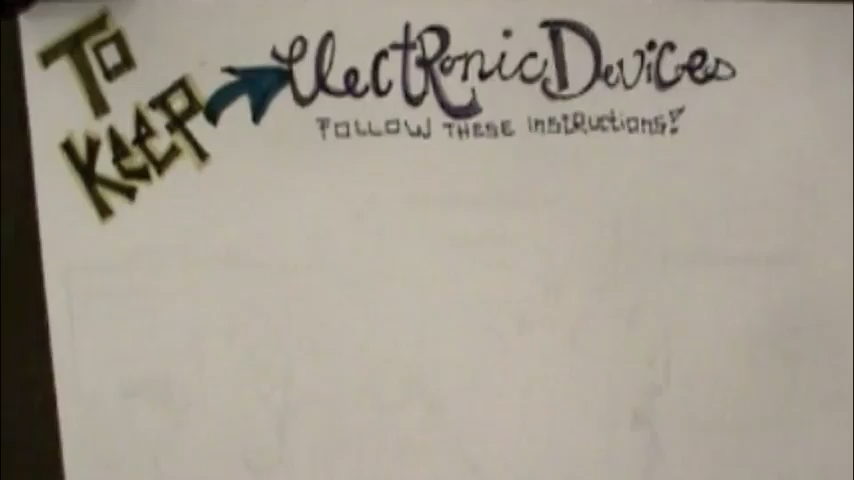 To
Keep
Electronic Devices
FOLLOW THESE INSTRUCTIONS!